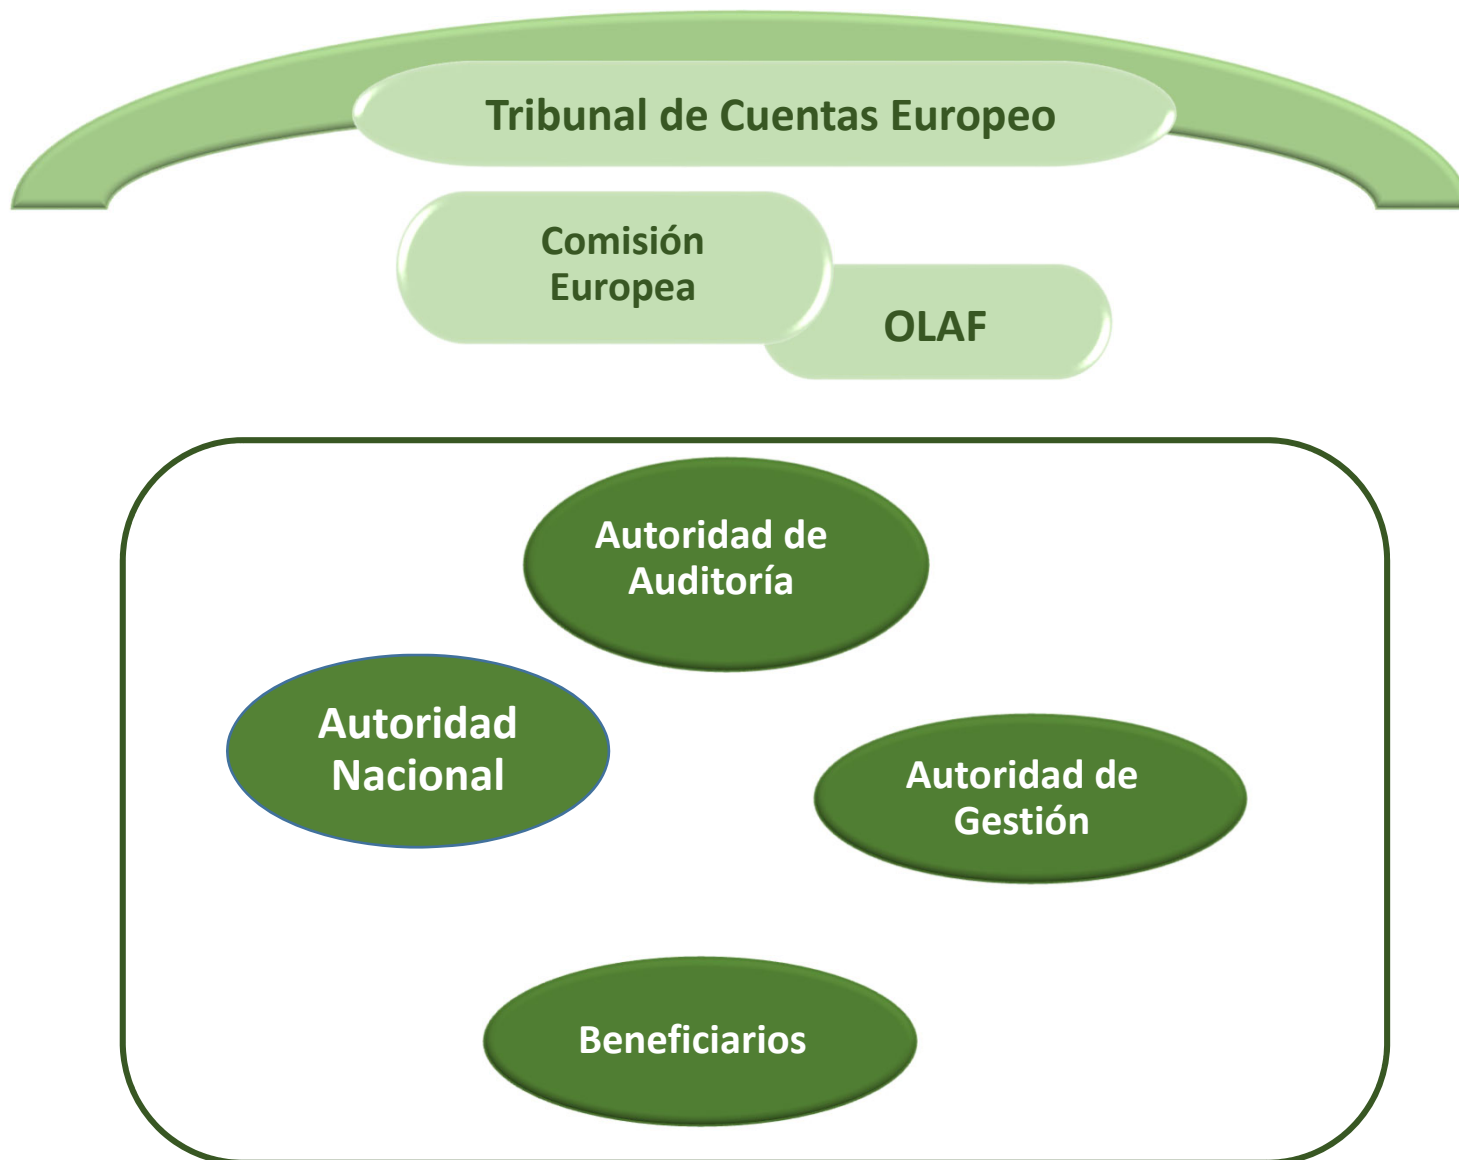 Tribunal de Cuentas Europeo
Comisión
Europea
OLAF
Autoridad de
Auditoría
Autoridad
Nacional
Autoridad de
Gestión
Beneficiarios